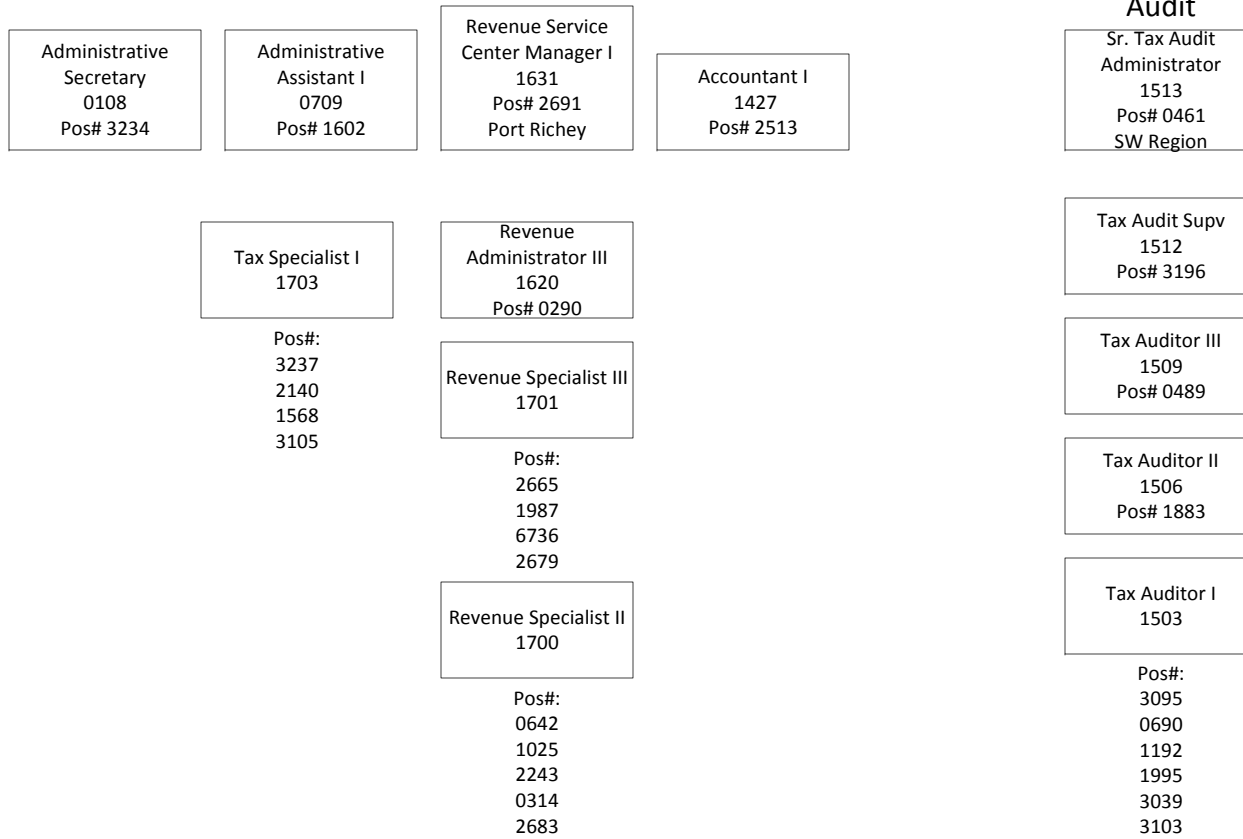 Audit
Administrative
Secretary
0108
Pos# 3234
Administrative
Assistant I
0709
Pos# 1602
Revenue Service
Center Manager I
1631
Pos# 2691
Port Richey
Accountant I
1427
Pos# 2513
Sr. Tax Audit
Administrator
1513
Pos# 0461
SW Region
Tax Specialist I
1703
Pos#:
3237
2140
1568
3105
Revenue
Administrator III
1620
Pos# 0290
Revenue Specialist III
1701
Pos#:
2665
1987
6736
2679
Revenue Specialist II
1700
Pos#:
0642
1025
2243
0314
2683
Tax Audit Supv
1512
Pos# 3196
Tax Auditor III
1509
Pos# 0489
Tax Auditor II
1506
Pos# 1883
Tax Auditor I
1503
Pos#:
3095
0690
1192
1995
3039
3103